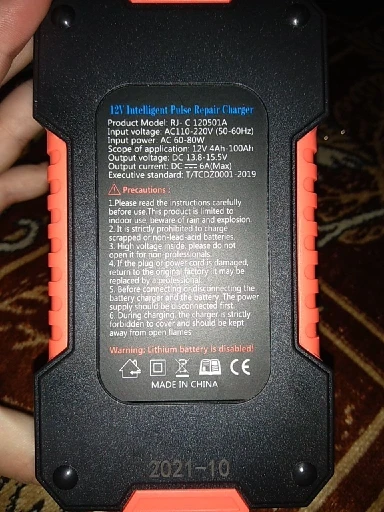 12V Intelligent Pulse Repair Charger
Product Model: RJ- C 120501A
Input voltage: AC110-220V (50-60Hz)
Input power: AC 60-80W
Scope of application: 12V 4Ah-100Ah
Output voltage: DC 13.8-15.5V
Output current: DC ⎓ 6A(Max)
Executive standard: T/TCDZ0001-2019
Precautions :
1.Please read the instructions carefully
before use.This product is limited to
indoor use, beware of rain and explosion.
2. It is strictly prohibited to charge
scrapped or non-lead-acid batteries.
3. High voltage inside, please do not
open it for non-professionals.
4. If the plug or power cord is damaged,
return to the original factory it may be
replaced by a professional.
5. Before connecting or disconnecting the
battery charger and the battery. The power
supply should be disconnected first.
6. During charging, the charger is strictly
forbidden to cover and should be kept
away from open flames
Warning: Lithium battery is disabled!
CE
MADE IN CHINA
2021-10